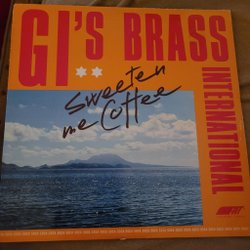 GI'S BRASS
INTERNATIONAL
Sweeten
me Coffee